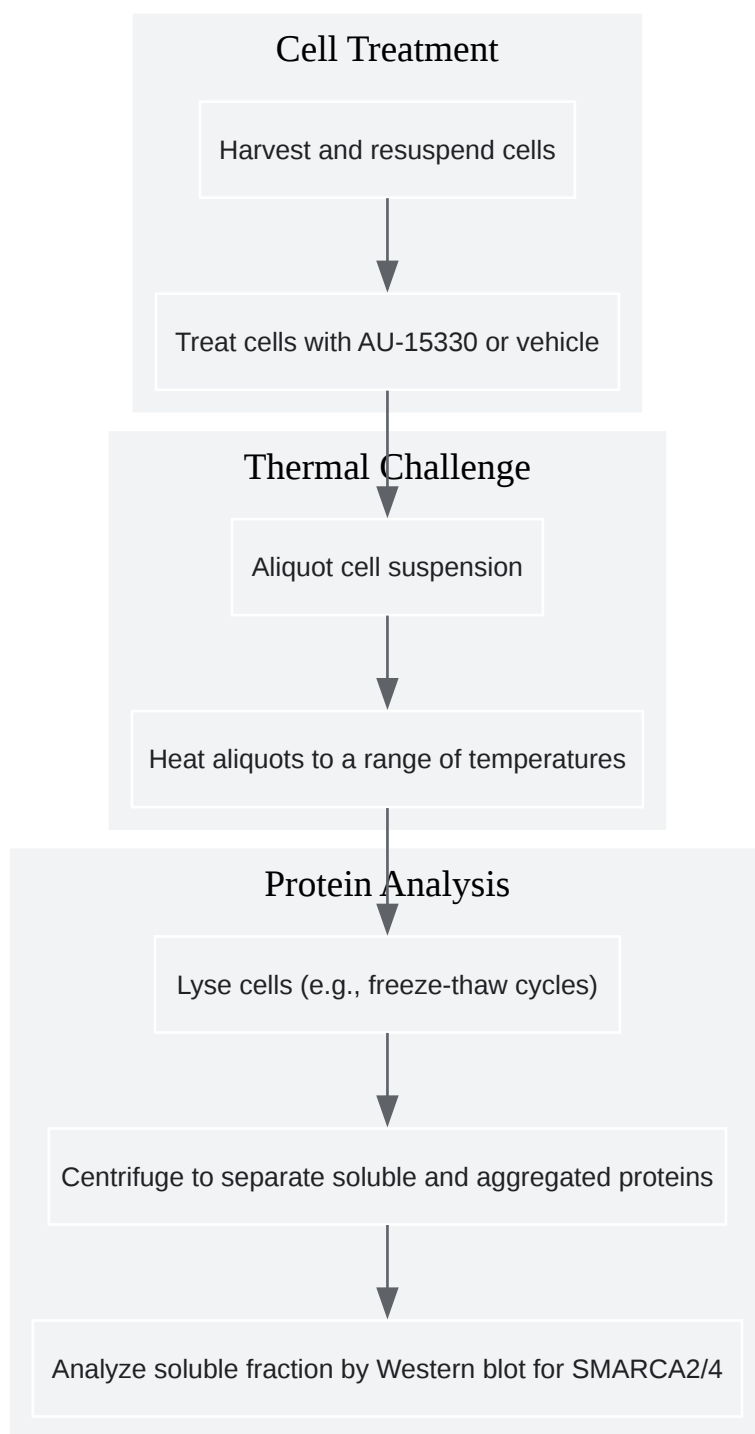 Cell Treatment
Harvest and resuspend cells
Treat cells with AU-15330 or vehicle
Thermal Challenge
Aliquot cell suspension
Heat aliquots to a range of temperatures
Protein Analysis
Lyse cells (e.g., freeze-thaw cycles)
Centrifuge to separate soluble and aggregated proteins
Analyze soluble fraction by Western blot for SMARCA2/4